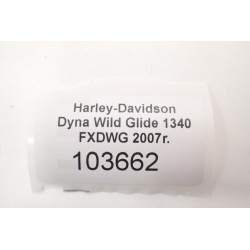 Harley-Davidson
Dyna Wild Glide 1340
FXDWG 2007r.
103662